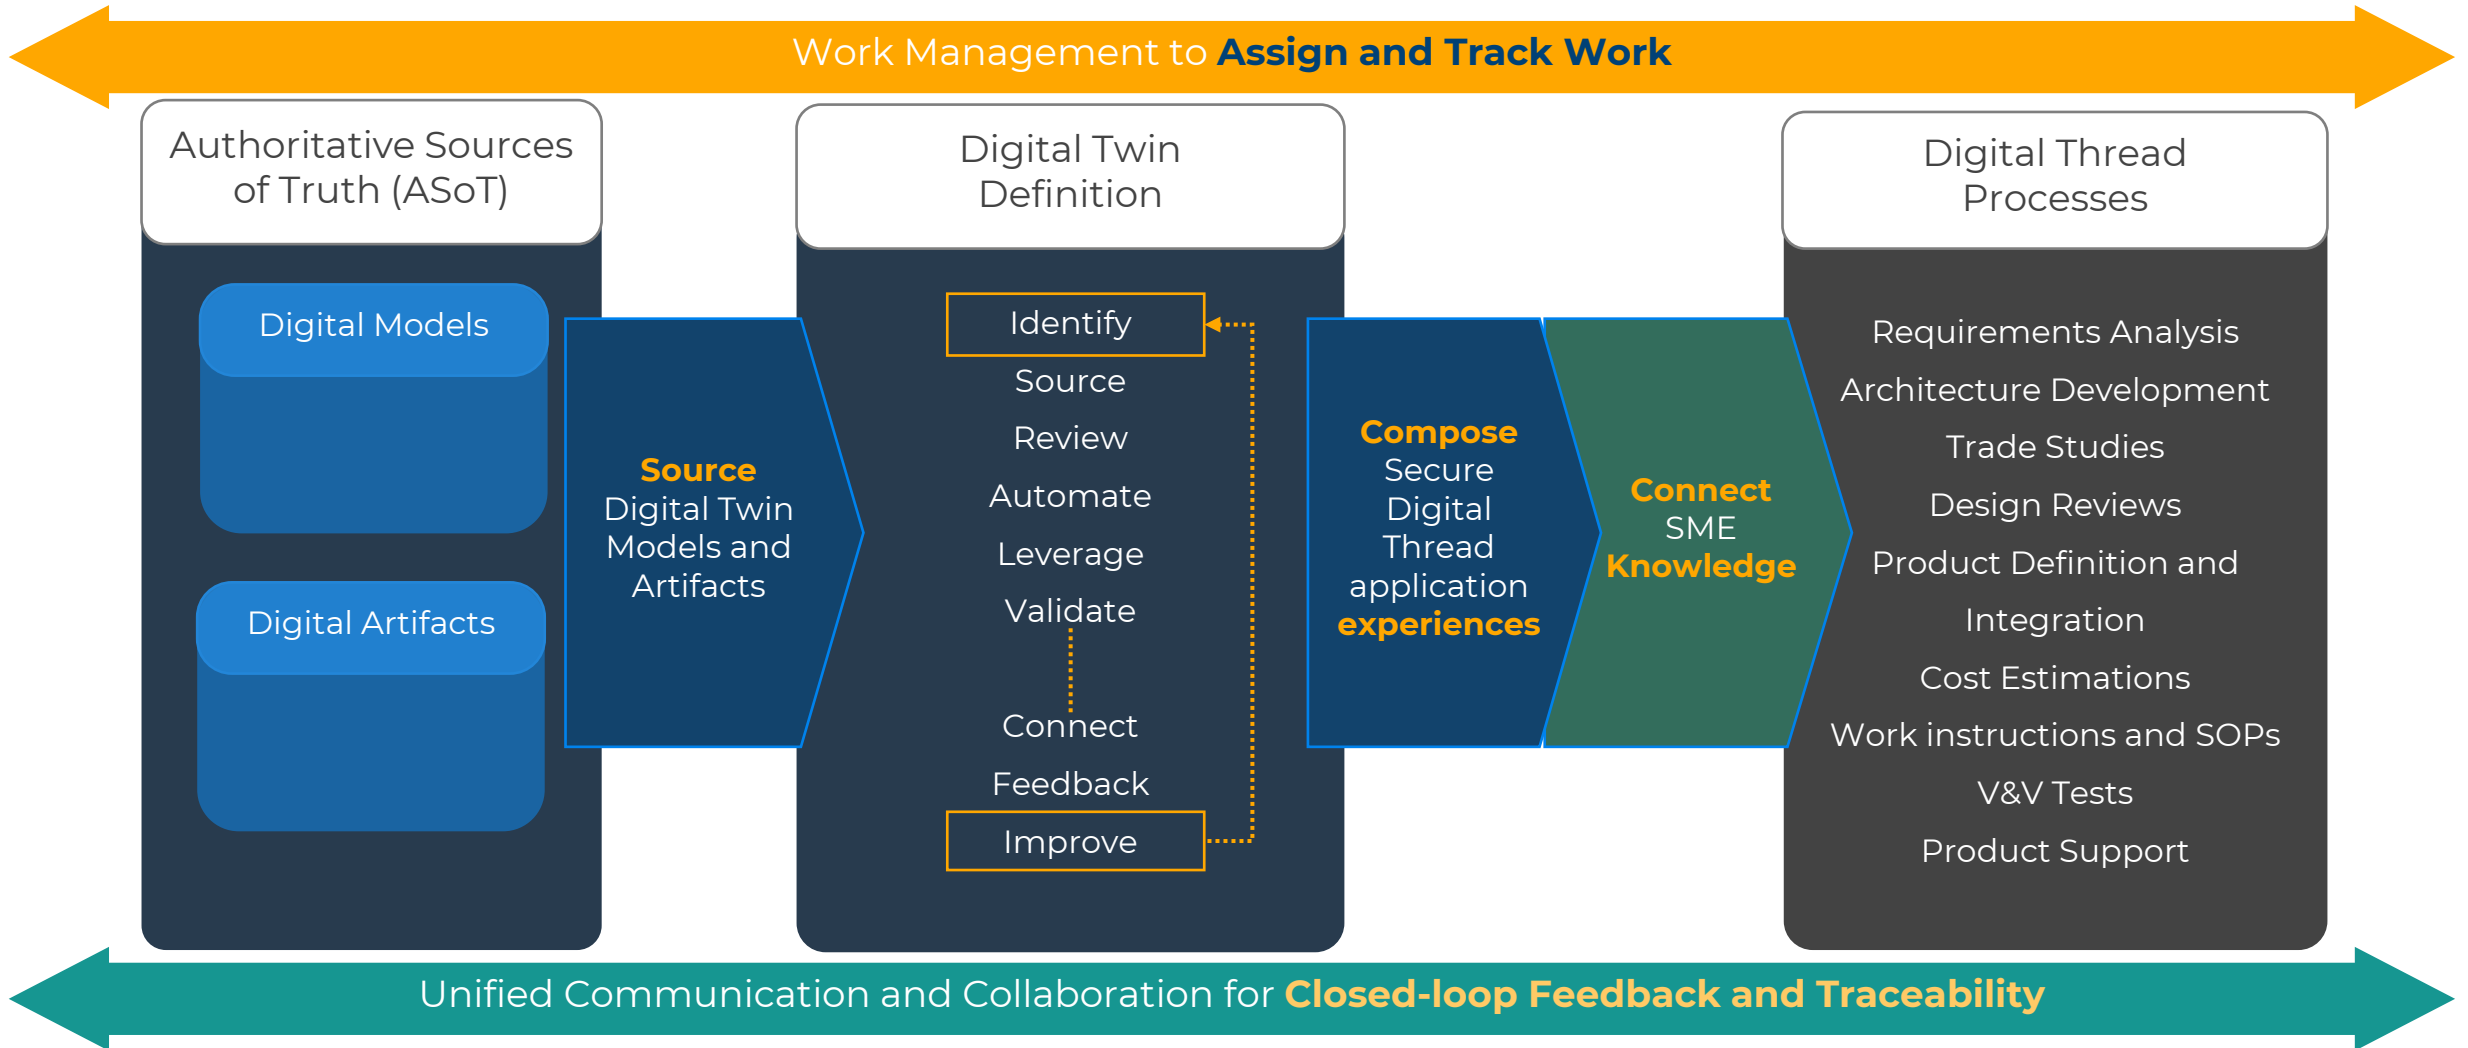 Work Management to Assign and Track Work
Authoritative Sources
of Truth (ASoT)
Digital Models
Digital Artifacts
Source
Digital Twin
Models and
Artifacts
Digital Twin
Definition
Identify
Source
Review
Automate
Leverage
Validate
Connect
Feedback
Improve
Compose
Secure
Digital
Thread
application
experiences
Connect
SME
Knowledge
Digital Thread
Processes
Requirements Analysis
Architecture Development
Trade Studies
Design Reviews
Product Definition and
Integration
Cost Estimations
Work instructions and SOPs
V&V Tests
Product Support
Unified Communication and Collaboration for Closed-loop Feedback and Traceability